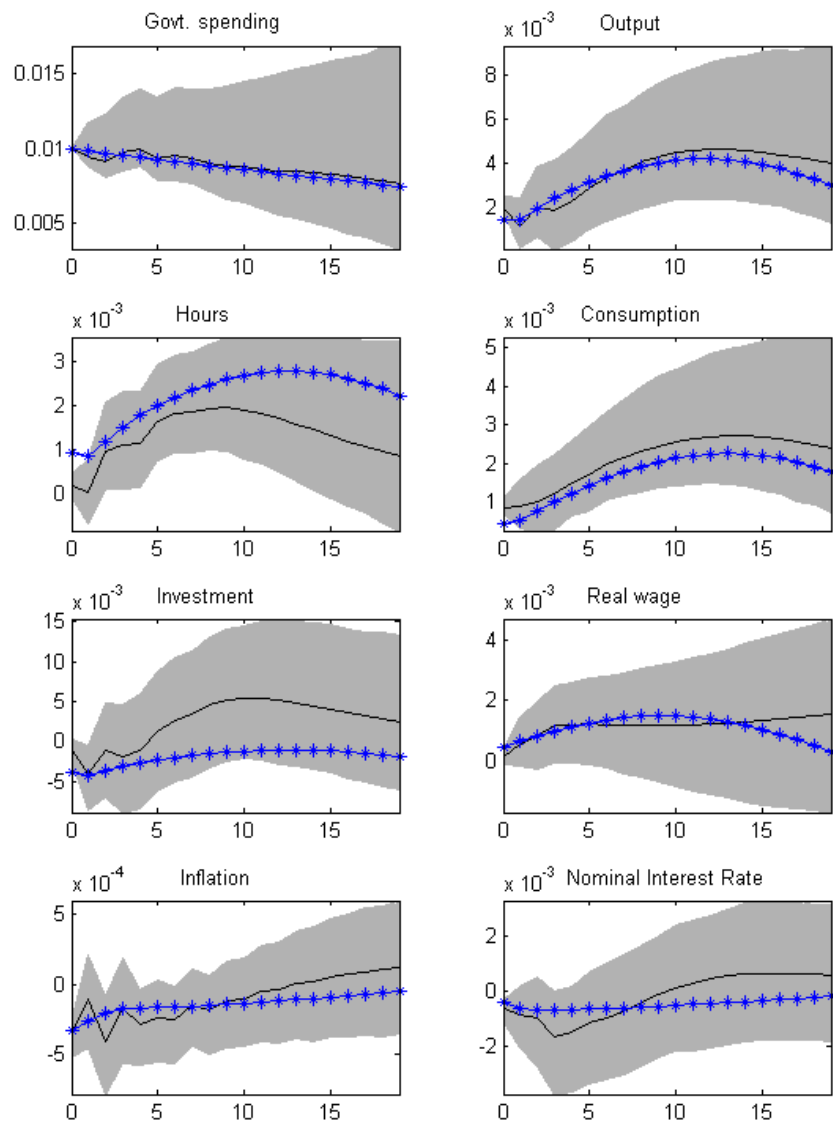 Govt. spending
0.015
0.01
0.005
0 5 10 15
x 10⁻³ Output
8
6
4
2
0 5 10 15
x 10⁻³ Hours
3
2
1
0
0 5 10 15
x 10⁻³ Consumption
5
4
3
2
1
0 5 10 15
x 10⁻³ Investment
15
10
5
0
-5
0 5 10 15
x 10⁻³ Real wage
4
2
0
0 5 10 15
x 10⁻⁴ Inflation
5
0
-5
0 5 10 15
x 10⁻³ Nominal Interest Rate
2
0
-2
0 5 10 15